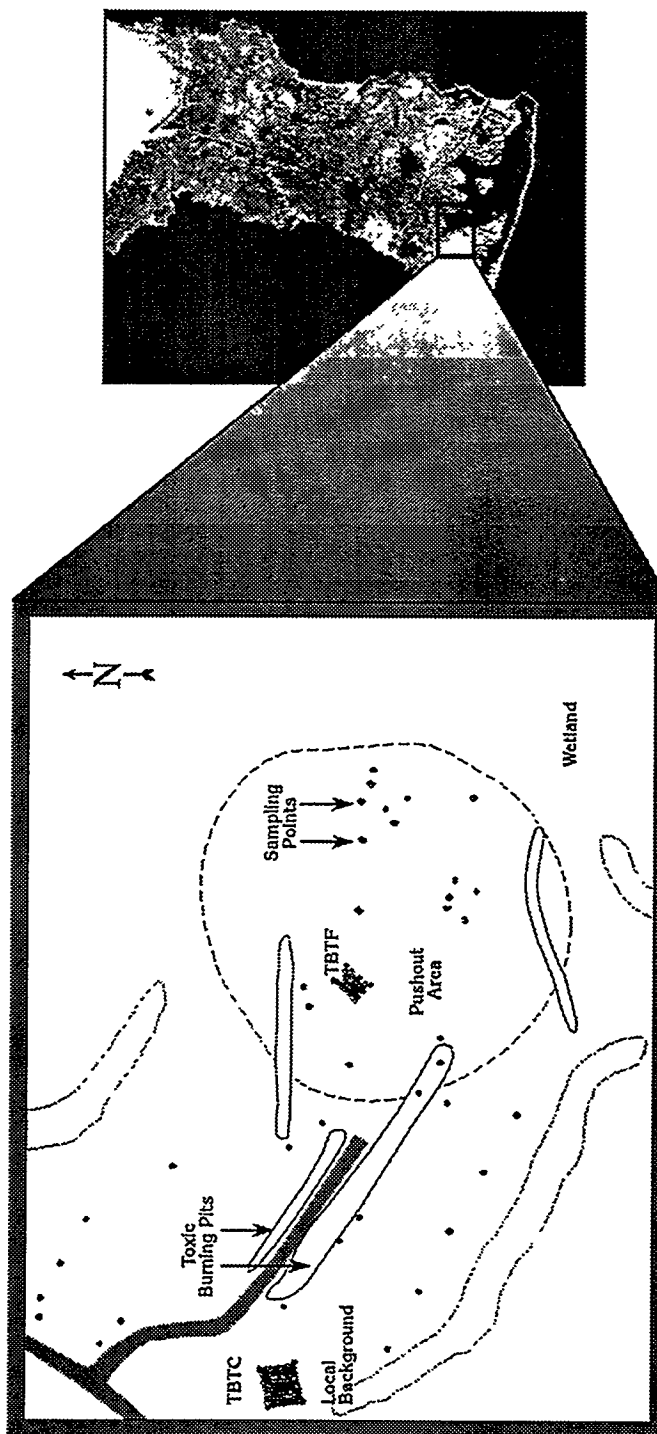 N
Sampling
Points
Wetland
TBTF
Pushout
Area
Toxic
Burning Pits
TBTC
Local
Background